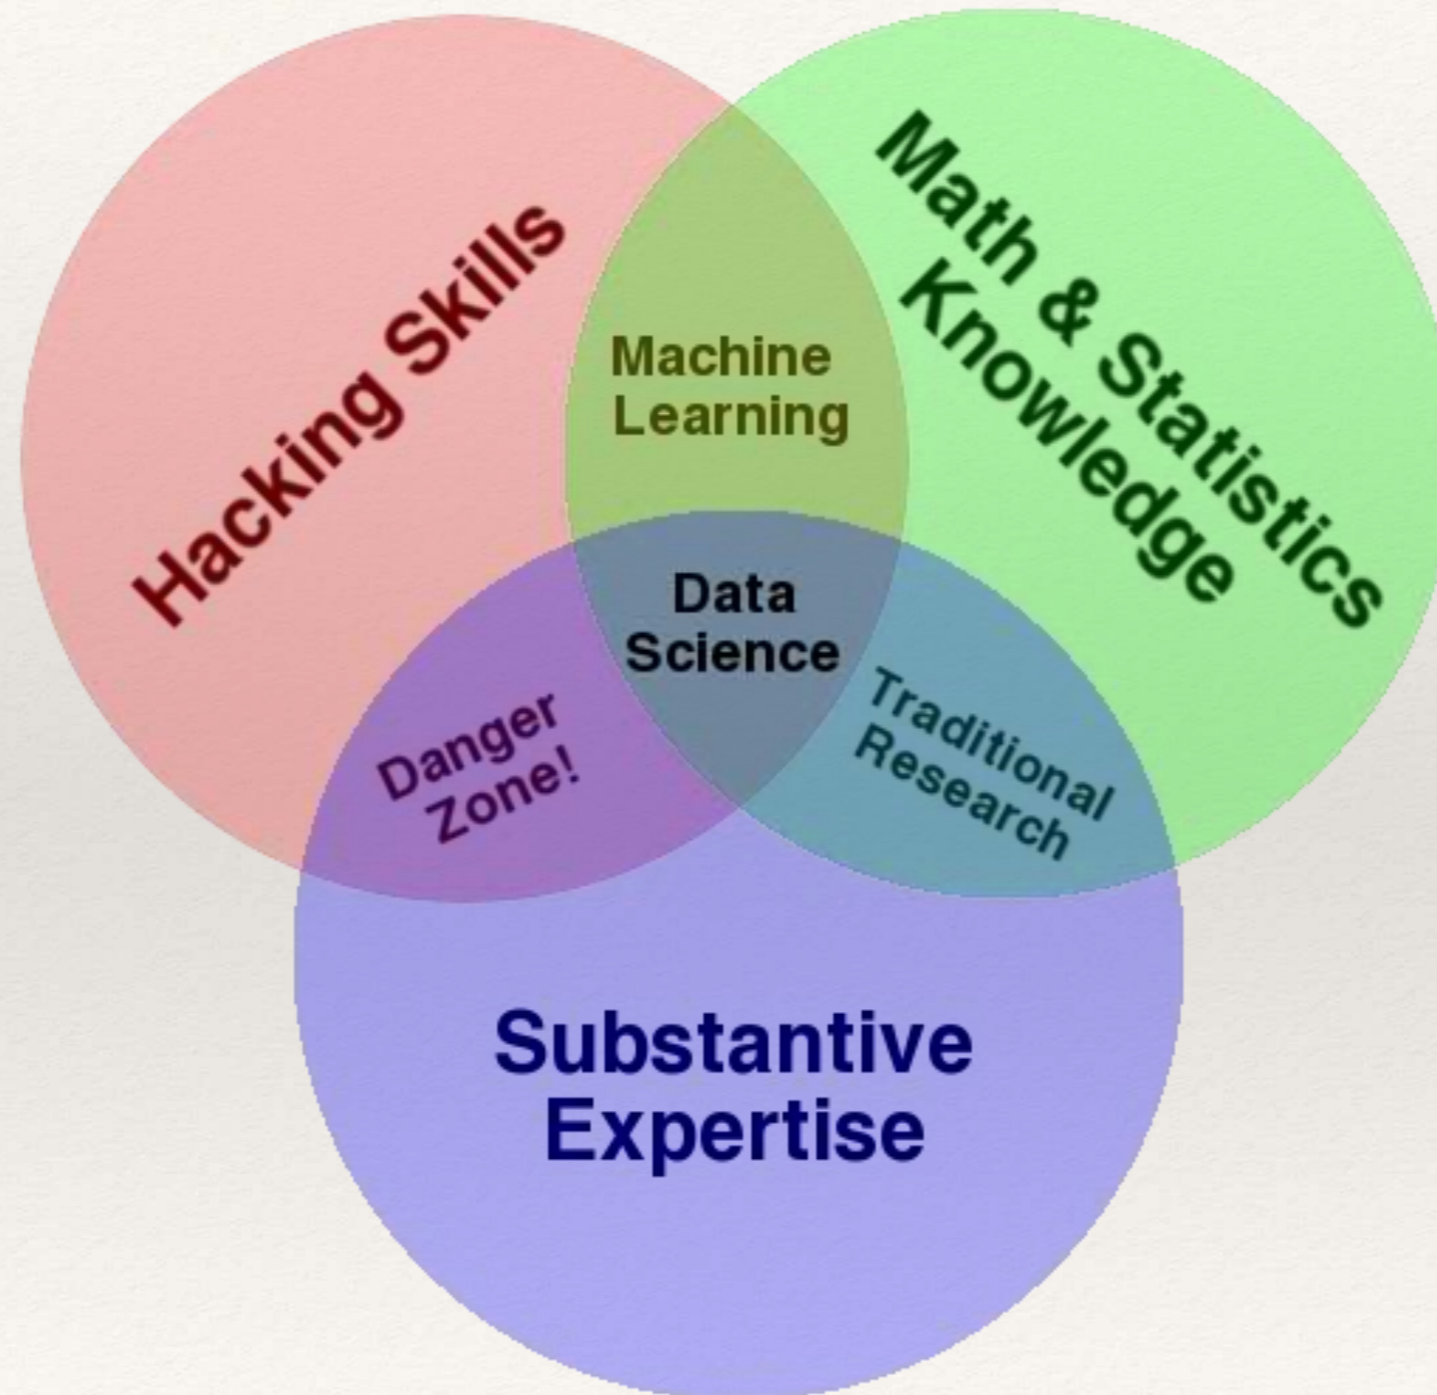 Hacking Skills
Math & Statistics
Knowledge
Machine
Learning
Data
Science
Danger
Zone!
Traditional
Research
Substantive
Expertise